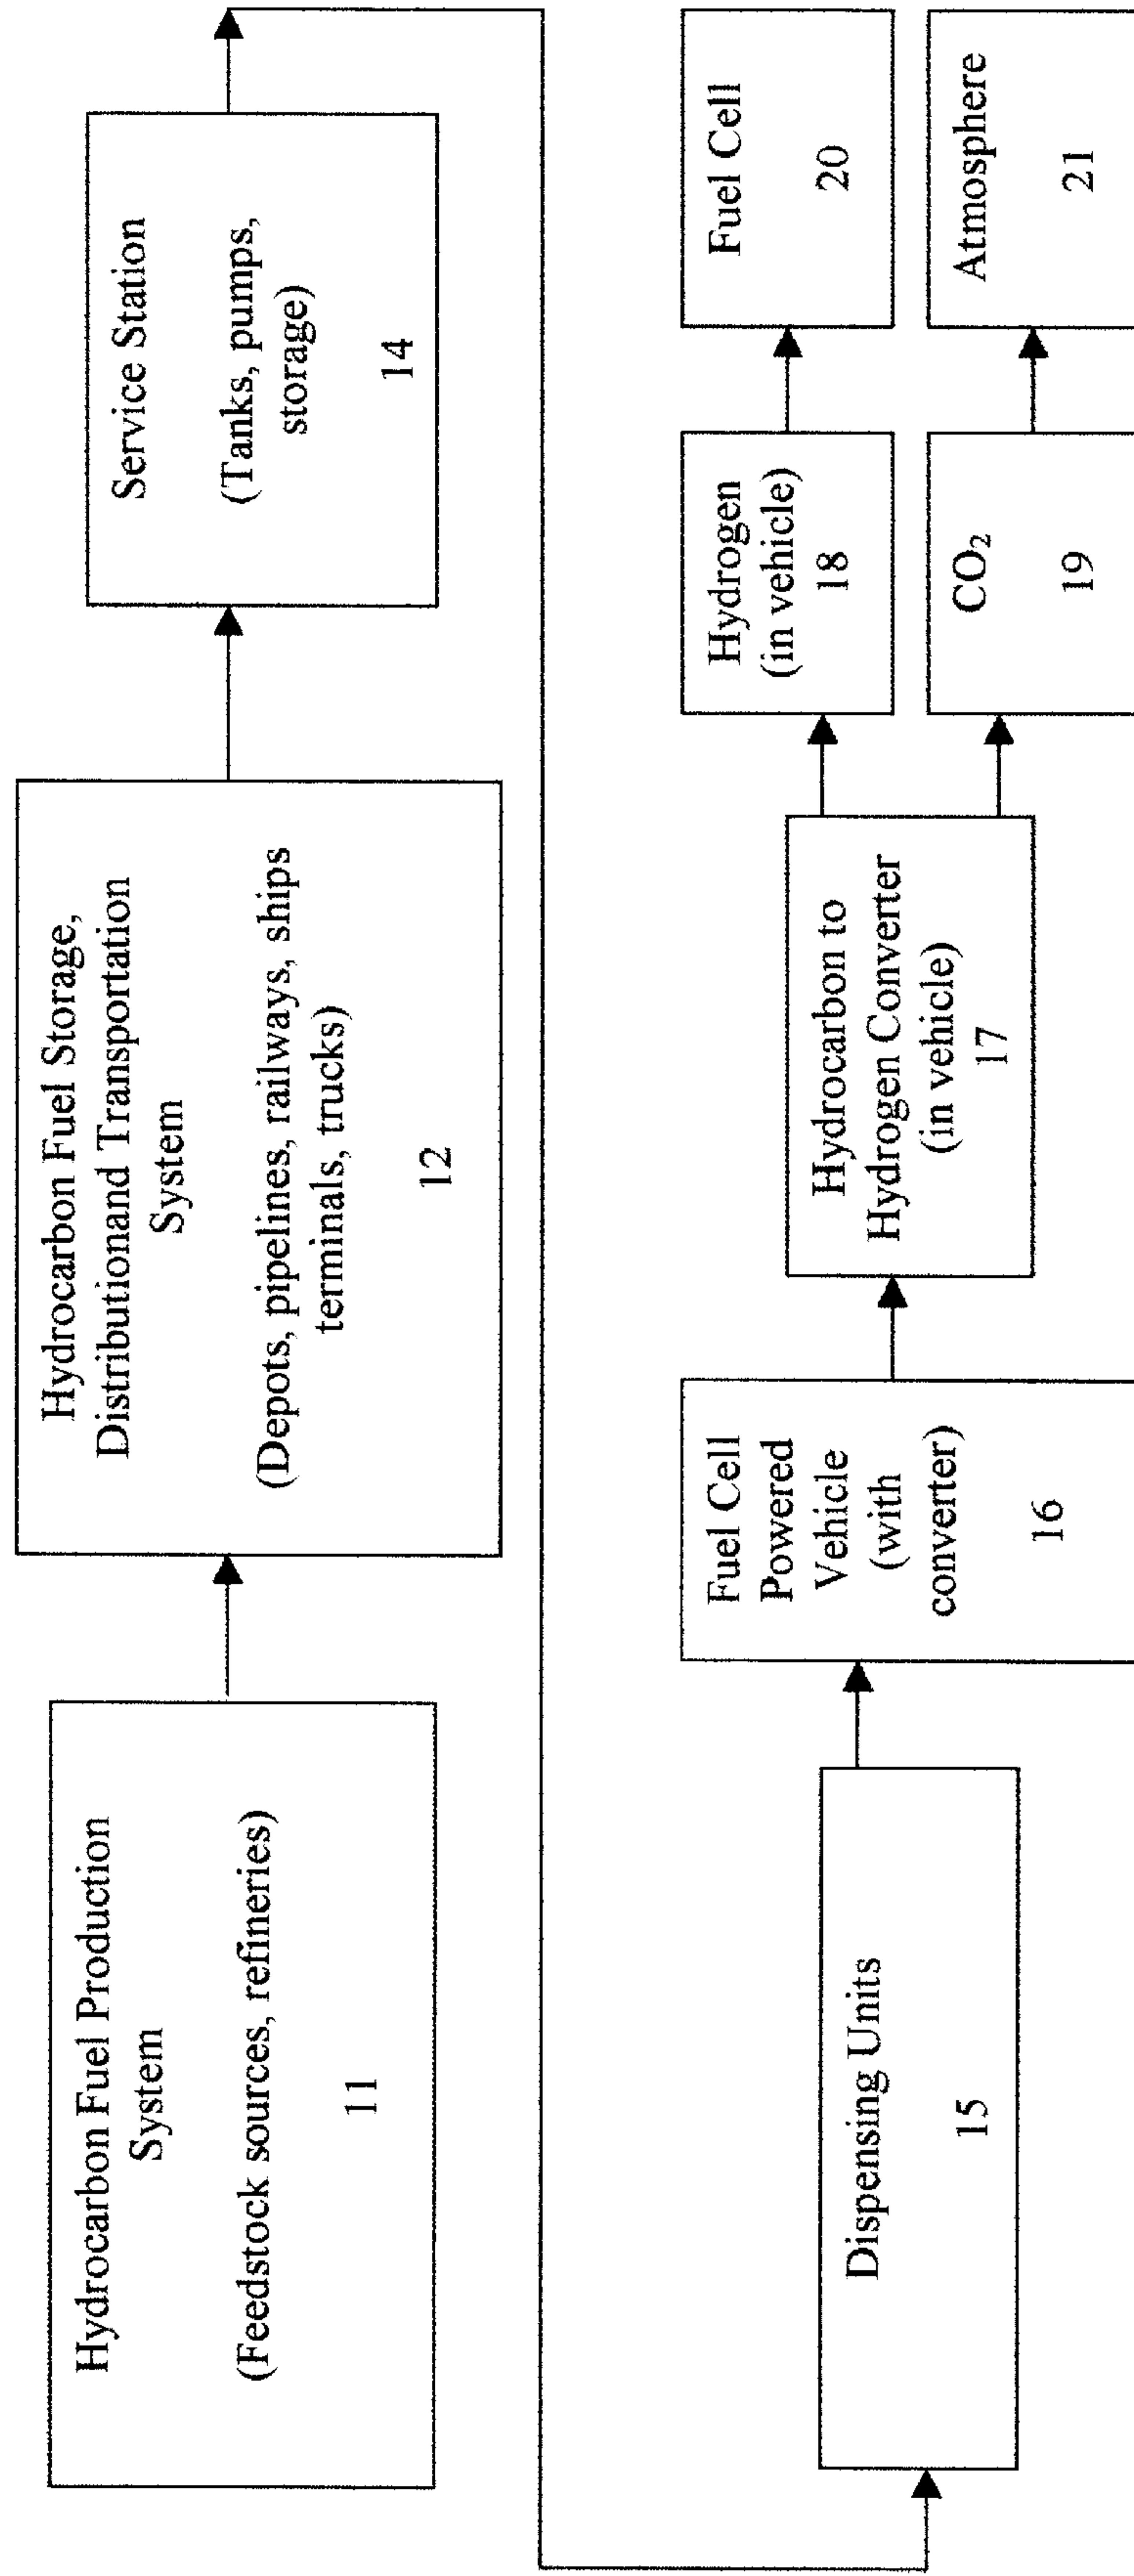 Hydrocarbon Fuel Production
System
(Feedstock sources, refineries)
11
Hydrocarbon Fuel Storage,
Distributionand Transportation
System
(Depots, pipelines, railways, ships
terminals, trucks)
12
Service Station
(Tanks, pumps,
storage)
14
Dispensing Units
15
Fuel Cell
Powered
Vehicle
(with
converter)
16
Hydrocarbon to
Hydrogen Converter
(in vehicle)
17
Hydrogen
(in vehicle)
18
CO₂
19
Fuel Cell
20
Atmosphere
21